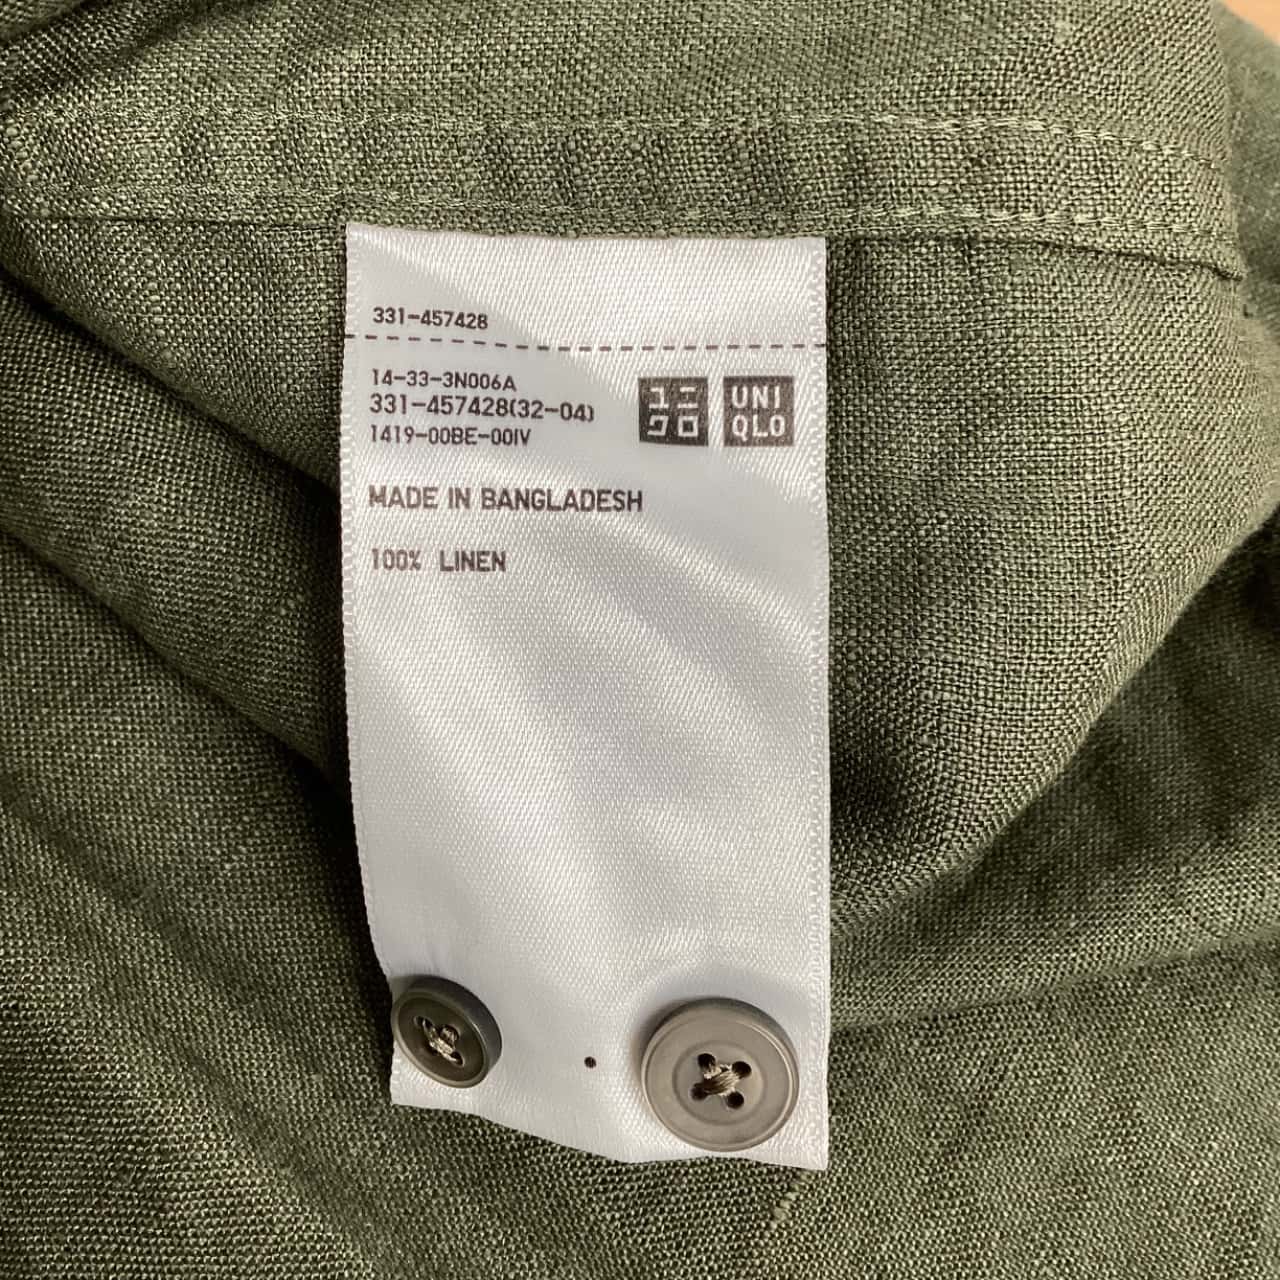 331-457428
14-33-3N006A
331-457428(32-04)
1419-00BE-00IV
ユニ
クロ
UNI
QLO
MADE IN BANGLADESH
100% LINEN